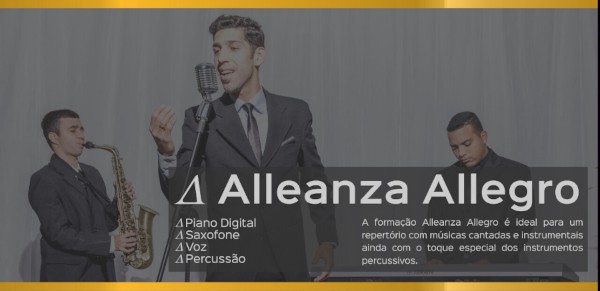 Δ Alleanza Allegro
Δ Piano Digital
Δ Saxofone
Δ Voz
Δ Percussão
A formação Alleanza Allegro é ideal para um
repertório com músicas cantadas e instrumentais
ainda com o toque especial dos instrumentos
percussivos.